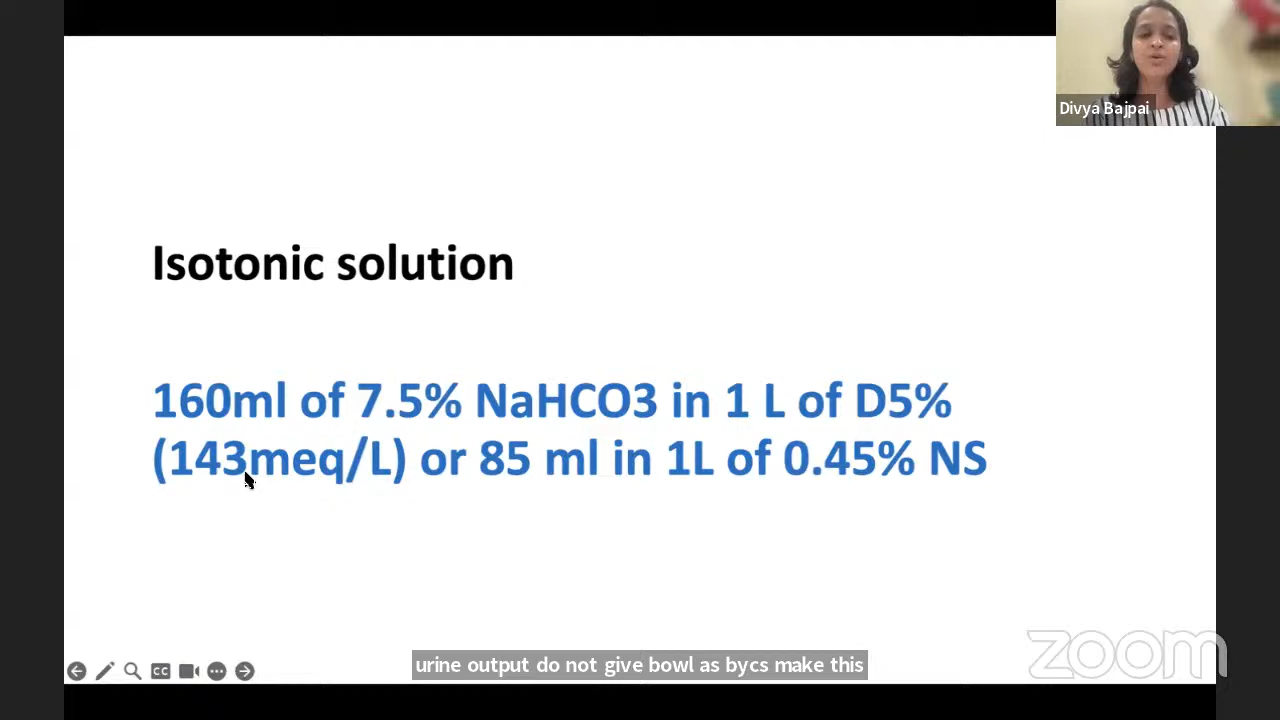 Divya Bajpai
Isotonic solution
160ml of 7.5% NaHCO3 in 1 L of D5%
(143meq/L) or 85 ml in 1L of 0.45% NS
CC
urine output do not give bowl as bycs make this
zoom